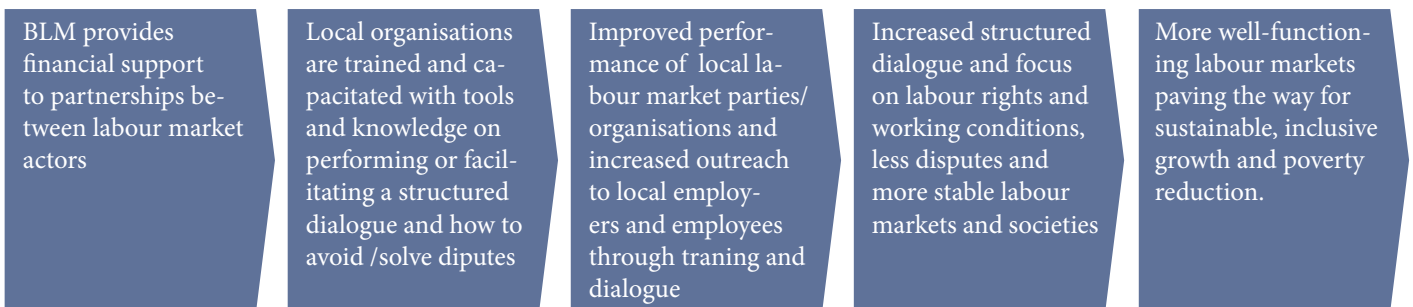 BLM provides
financial support
to partnerships be-
tween labour market
actors
Local organisations
are trained and ca-
pacitated with tools
and knowledge on
performing or facil-
itating a structured
dialogue and how to
avoid /solve diputes
Improved perfor-
mance of local la-
bour market parties/
organisations and
increased outreach
to local employ-
ers and employees
through traning and
dialogue
Increased structured
dialogue and focus
on labour rights and
working conditions,
less disputes and
more stable labour
markets and societies
More well-function-
ing labour markets
paving the way for
sustainable, inclusive
growth and poverty
reduction.